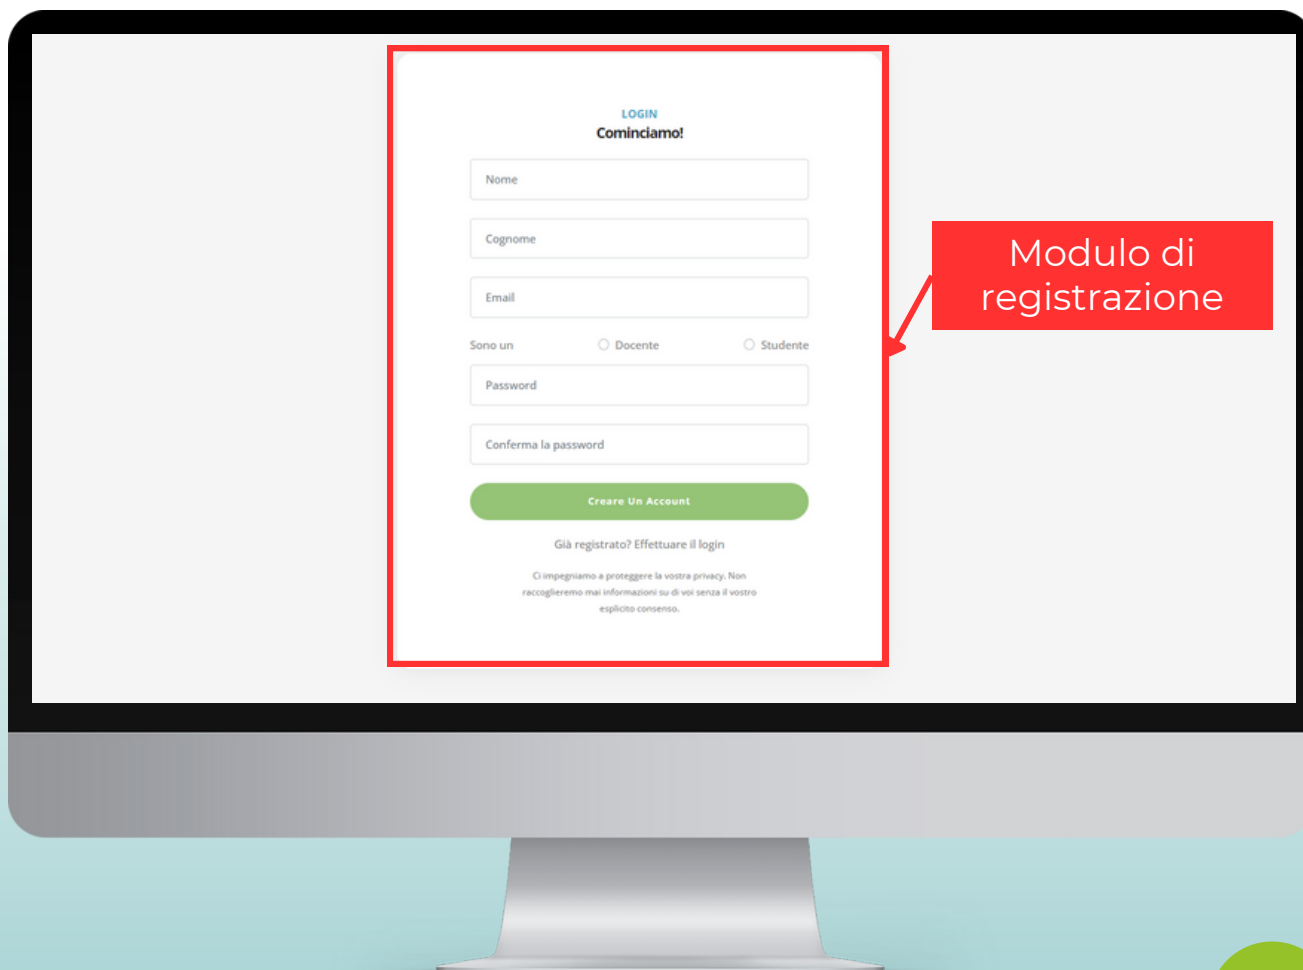 LOGIN
Cominciamo!
Nome
Cognome
Email
Sono un Docente Studente
Password
Conferma la password
Creare Un Account
Già registrato? Effettuare il login
Ci impegniamo a proteggere la vostra privacy. Non
raccoglieremo mai informazioni su di voi senza il vostro
esplicito consenso.
Modulo di
registrazione